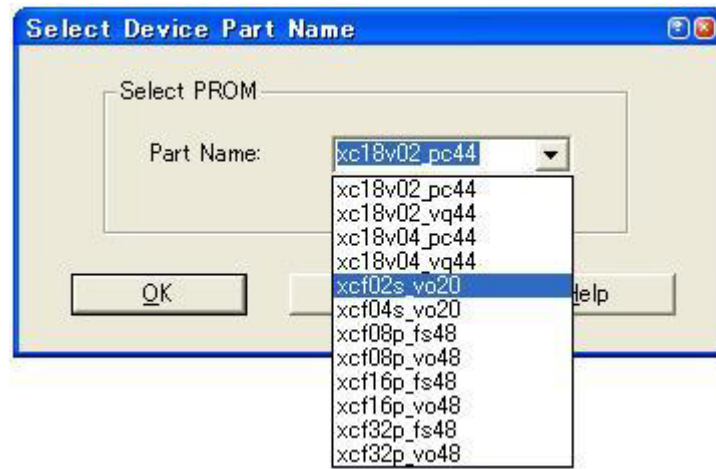 Select Device Part Name
Select PROM
Part Name:
xc18v02_pc44
xc18v02_pc44
xc18v02_vq44
xc18v04_pc44
xc18v04_vq44
xcf02s_vo20
xcf04s_vo20
xcf08p_fs48
xcf08p_vo48
xcf16p_fs48
xcf16p_vo48
xcf32p_fs48
xcf32p_vo48
OK
elp